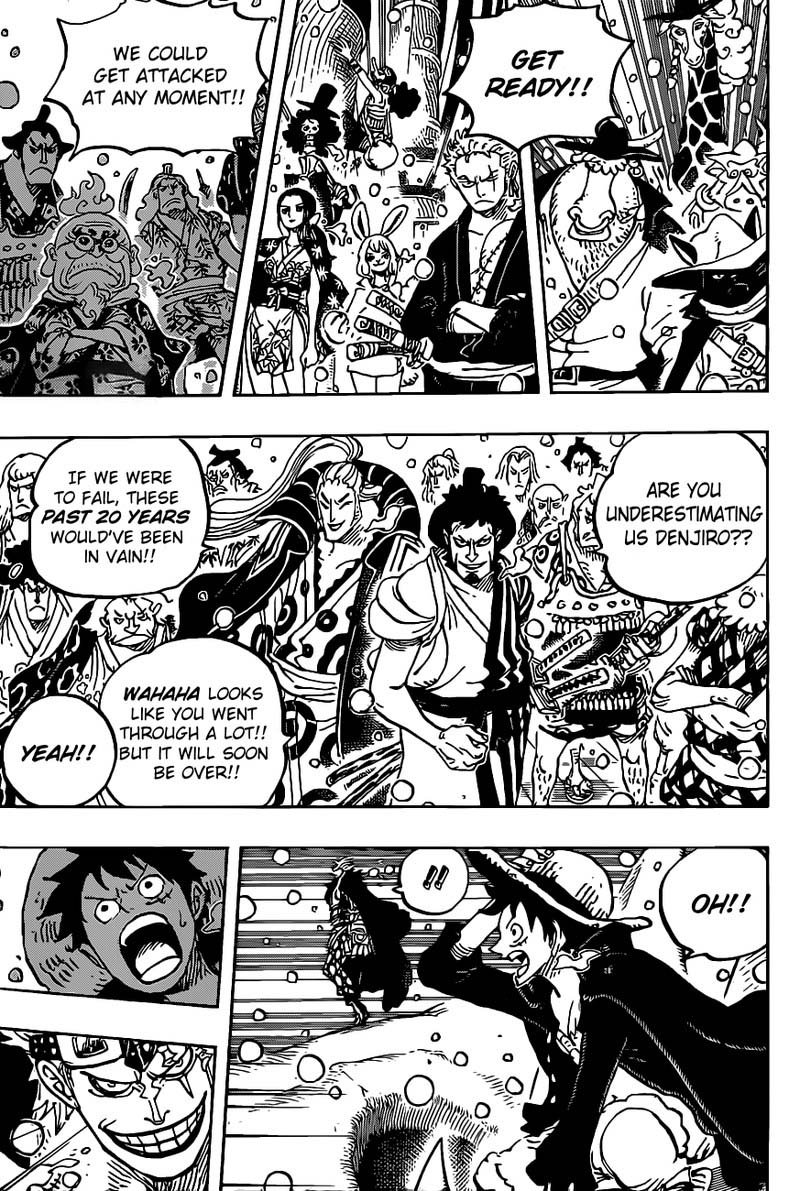 GET
READY!!
WE COULD
GET ATTACKED
AT ANY MOMENT!!
ARE YOU
UNDERESTIMATING
US DENJIRO??
IF WE WERE
TO FAIL, THESE
PAST 20 YEARS
WOULD'VE BEEN
IN VAIN!!
WAHAHA LOOKS
LIKE YOU WENT
THROUGH A LOT!!
BUT IT WILL SOON
BE OVER!!
YEAH!!
OH!!
!!